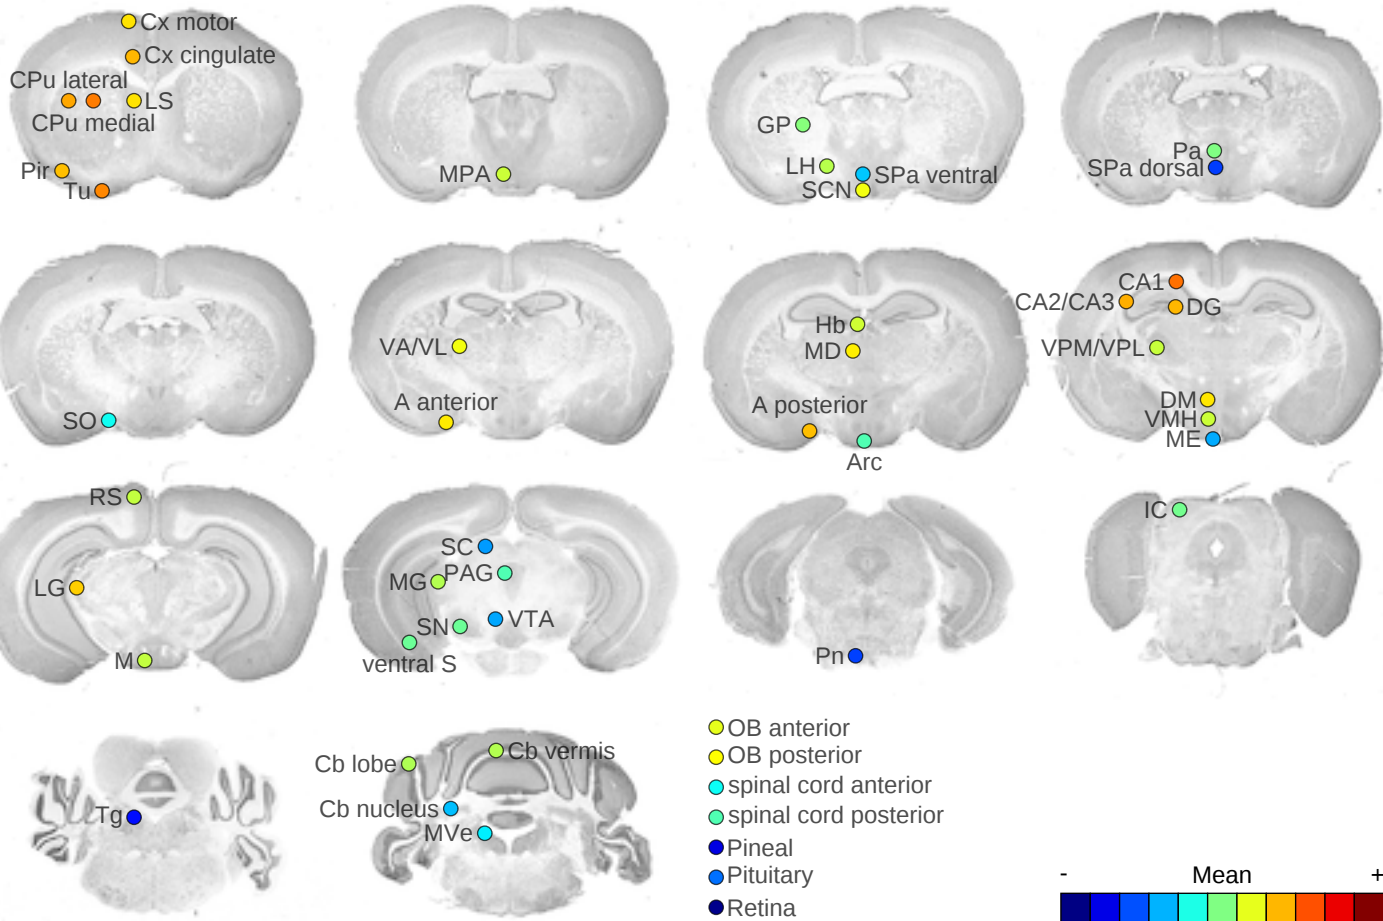 Cx motor
Cx cingulate
CPu lateral
LS
CPu medial
Pir
Tu
MPA
GP
LH
SPa ventral
SCN
Pa
SPa dorsal
SO
VA/VL
A anterior
Hb
MD
A posterior
Arc
CA1
CA2/CA3
DG
VPM/VPL
DM
VMH
ME
RS
LG
M
SC
PAG
MG
VTA
SN
ventral S
Pn
IC
Tg
Cb lobe
Cb vermis
Cb nucleus
MVe
OB anterior
OB posterior
spinal cord anterior
spinal cord posterior
Pineal
Pituitary
Retina
- Mean +